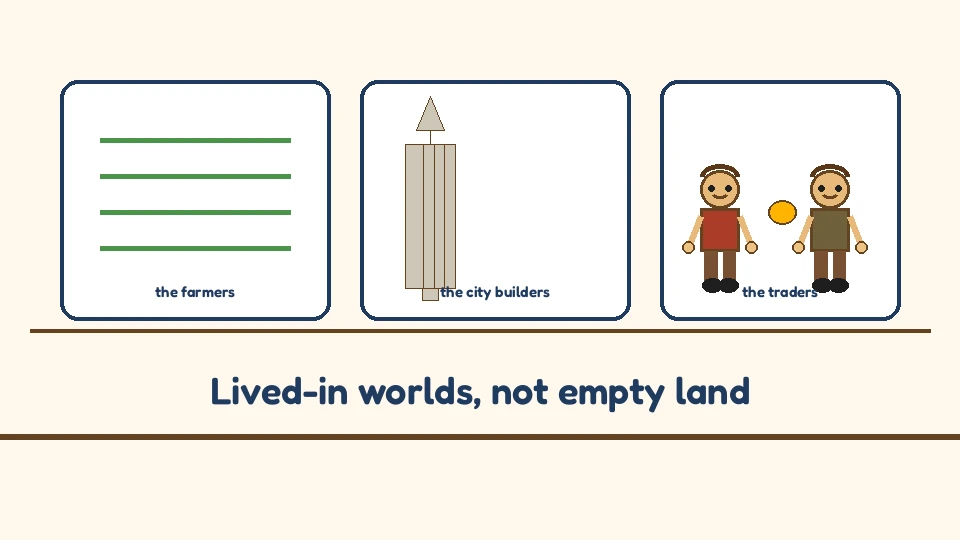 the farmers
the city builders
the traders
Lived-in worlds, not empty land